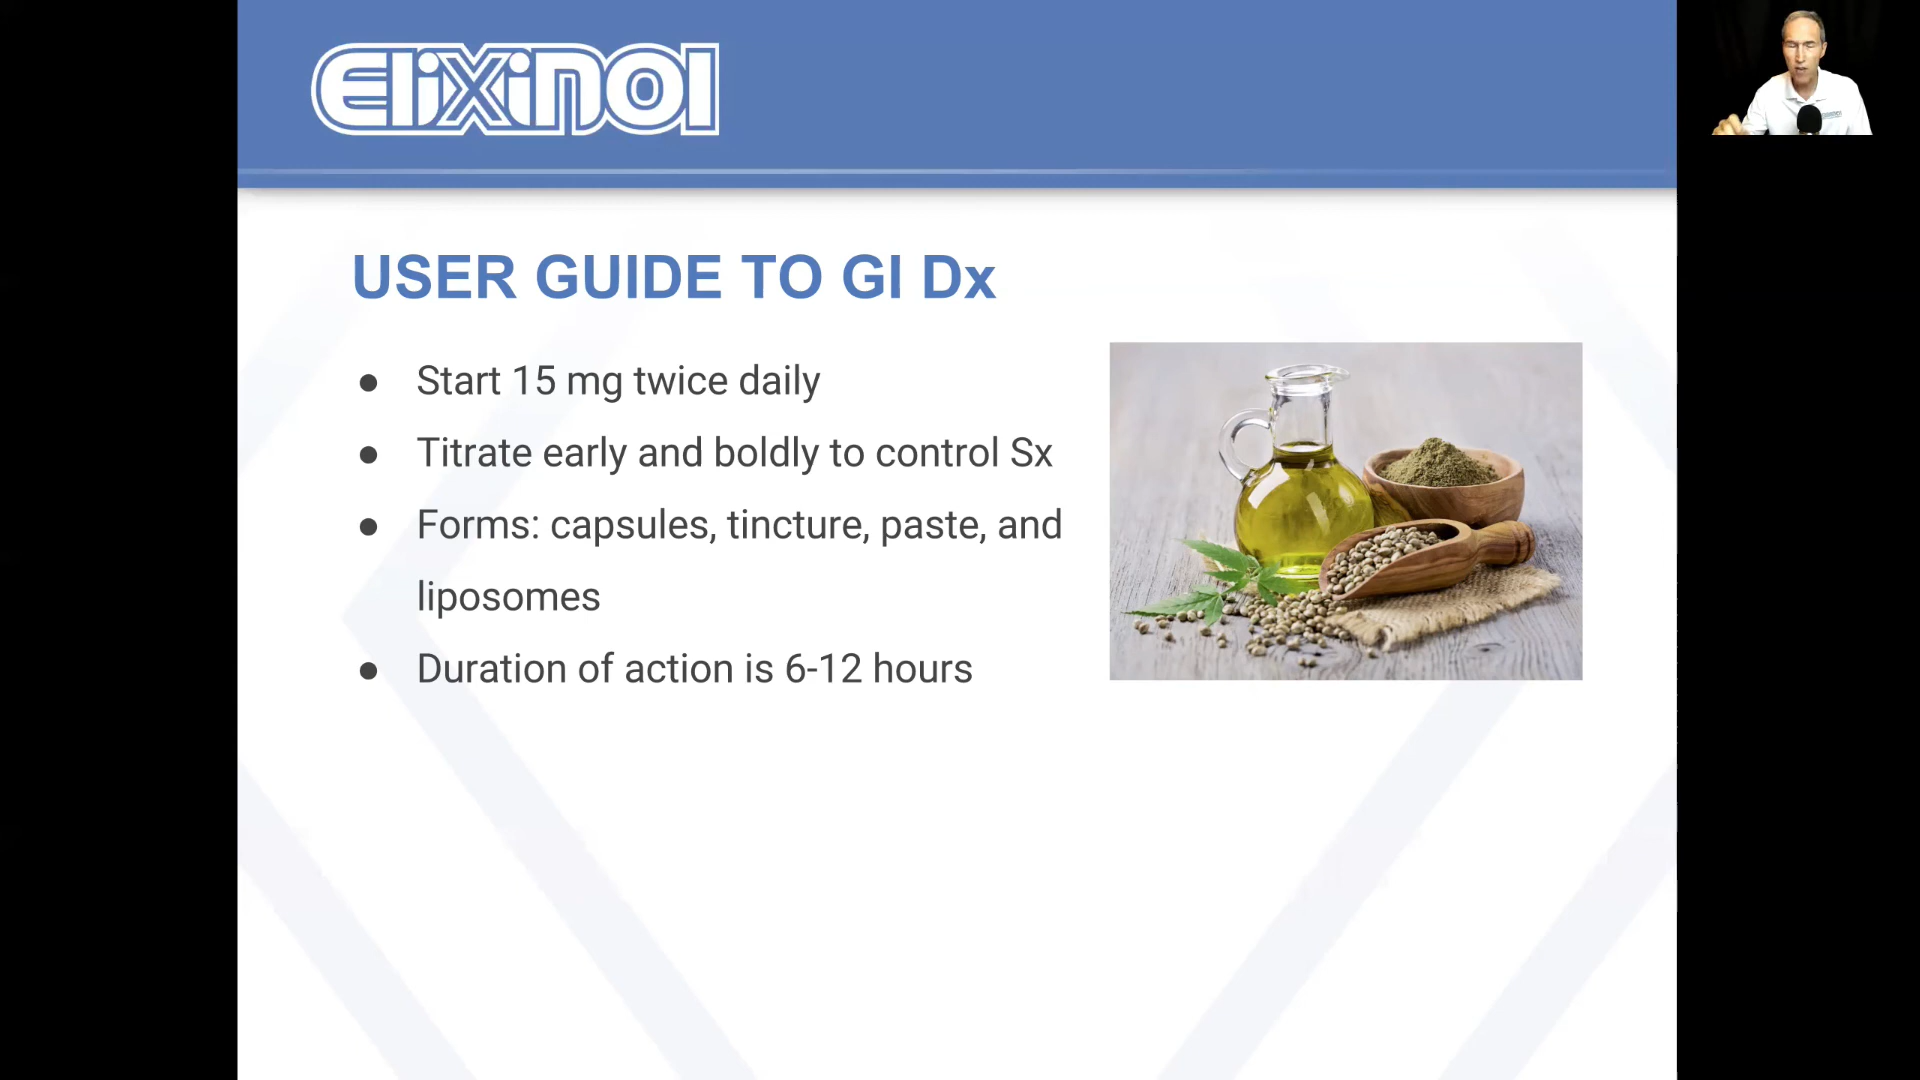 Elixinol
USER GUIDE TO GI Dx
● Start 15 mg twice daily
● Titrate early and boldly to control Sx
● Forms: capsules, tincture, paste, and
liposomes
● Duration of action is 6-12 hours